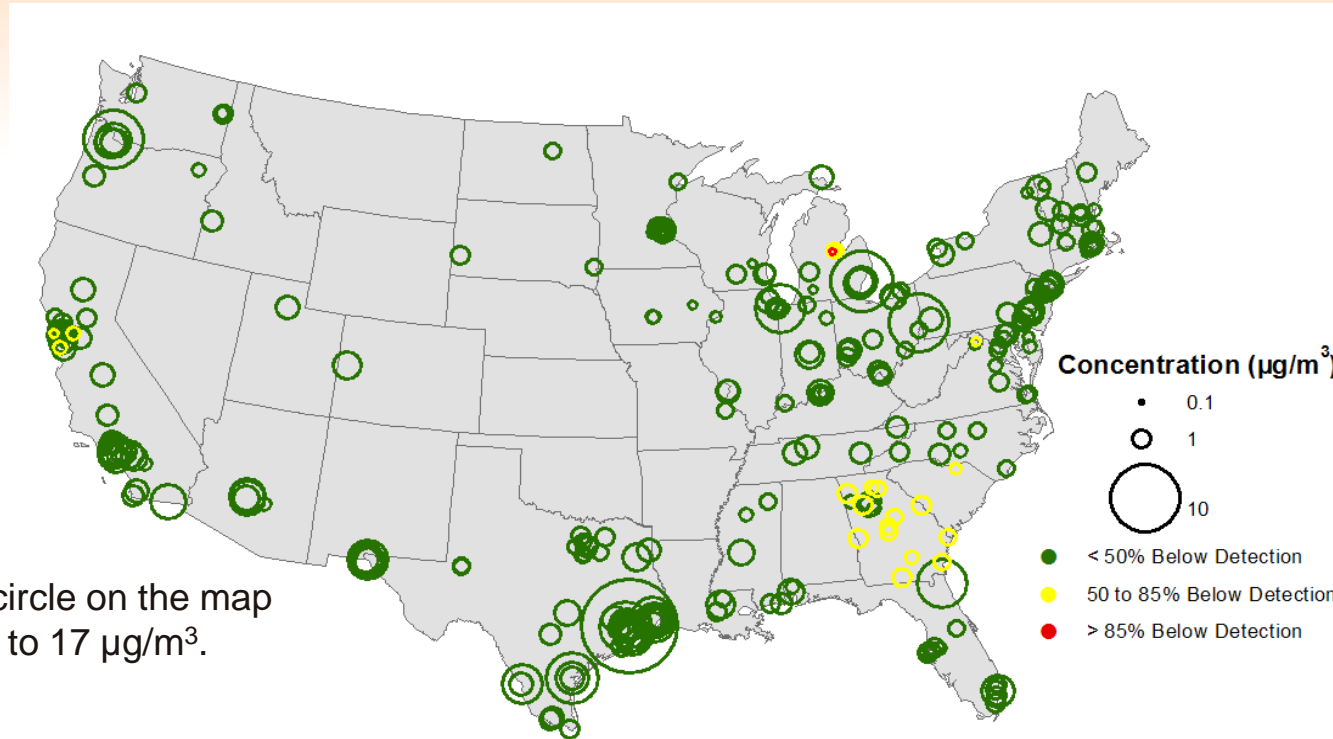 Concentration (µg/m³)
0.1
1
10
< 50% Below Detection
50 to 85% Below Detection
> 85% Below Detection
circle on the map
to 17 µg/m³.